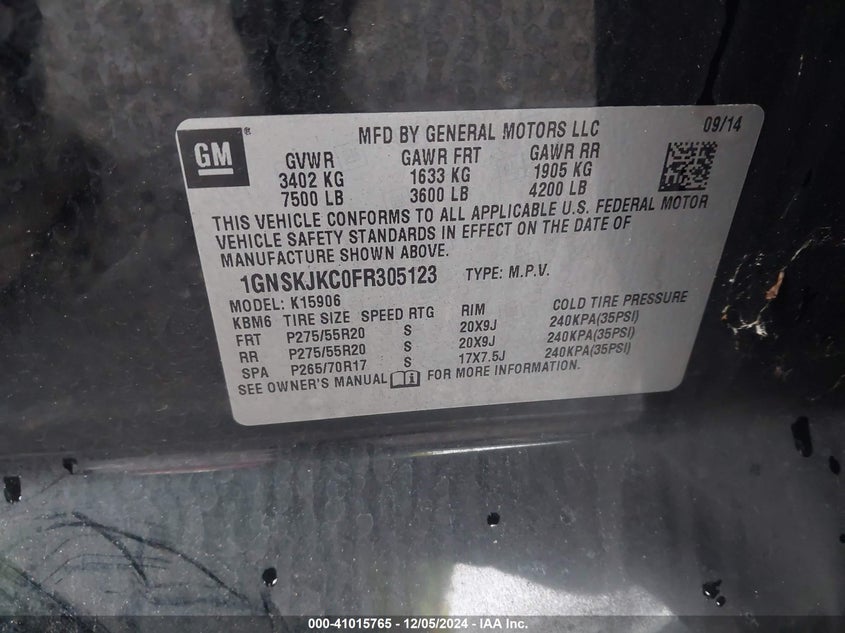 GM®
MFD BY GENERAL MOTORS LLC 09/14
GVWR GAWR FRT GAWR RR
3402 KG 1633 KG 1905 KG
7500 LB 3600 LB 4200 LB
THIS VEHICLE CONFORMS TO ALL APPLICABLE U.S. FEDERAL MOTOR
VEHICLE SAFETY STANDARDS IN EFFECT ON THE DATE OF
MANUFACTURE SHOWN ABOVE.
1GNSKJKC0FR305123 TYPE: M.P.V.
MODEL: K15906
KBM6 TIRE SIZE SPEED RTG RIM COLD TIRE PRESSURE
FRT P275/55R20 S 20X9J 240KPA(35PSI)
RR P275/55R20 S 20X9J 240KPA(35PSI)
SPA P265/70R17 S 17X7.5J 240KPA(35PSI)
SEE OWNER'S MANUAL FOR MORE INFORMATION.
000-41015765 - 12/05/2024 - IAA Inc.